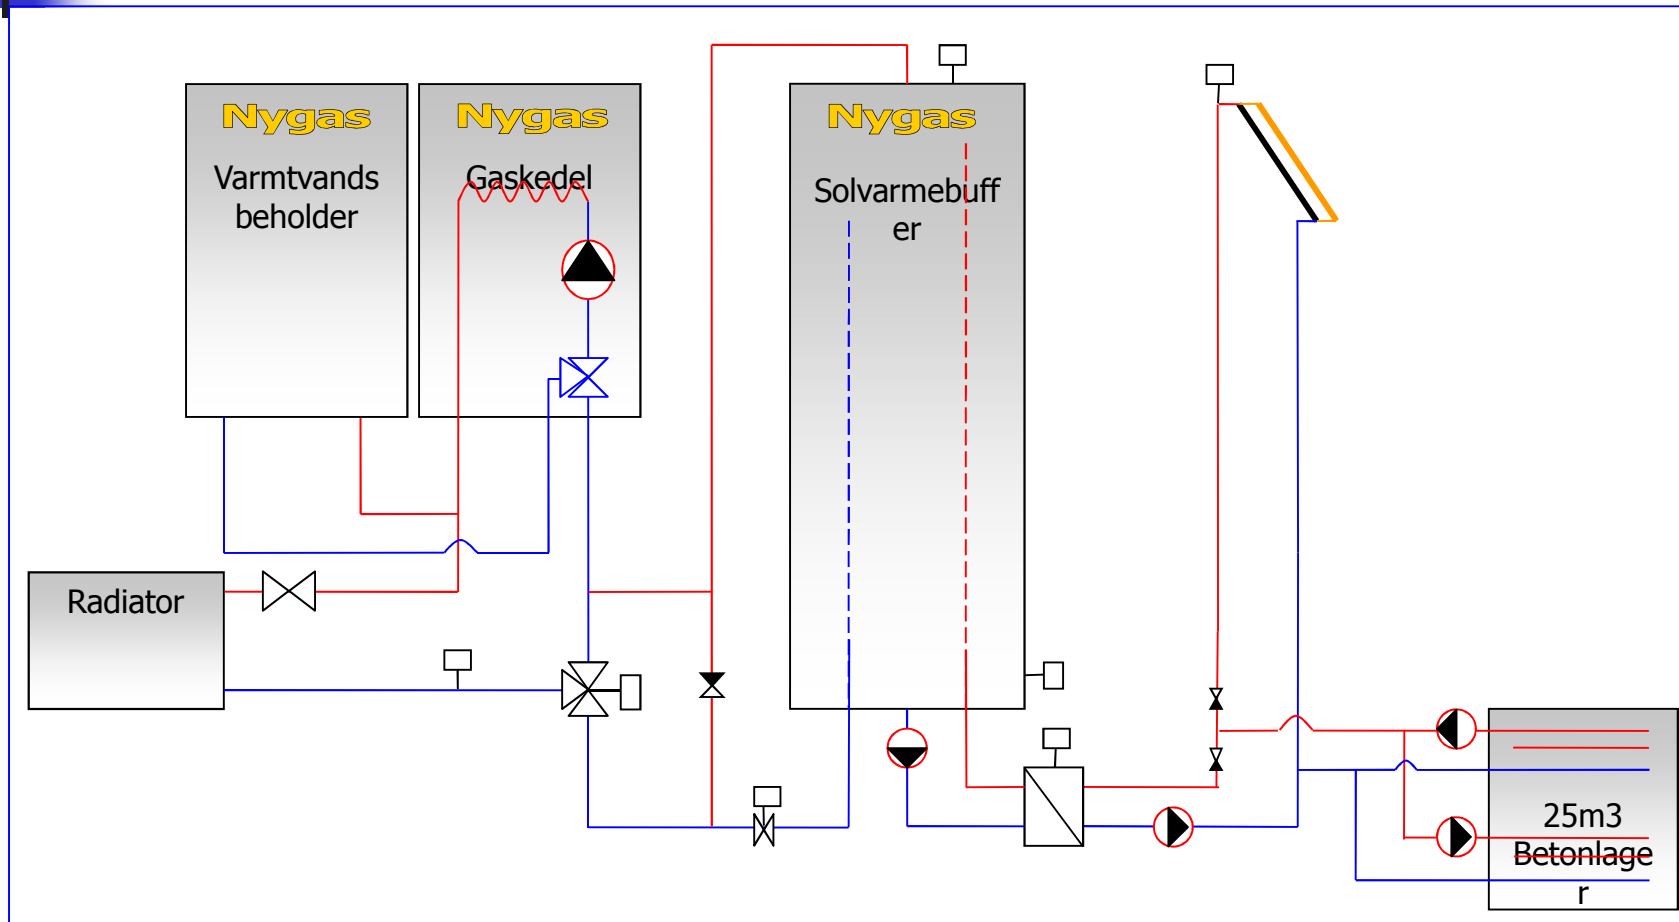 Nygas
Varmtvands
beholder
Nygas
Gaskedel
Nygas
Solvarmebuff
er
Radiator
25m3
Betonlage
r